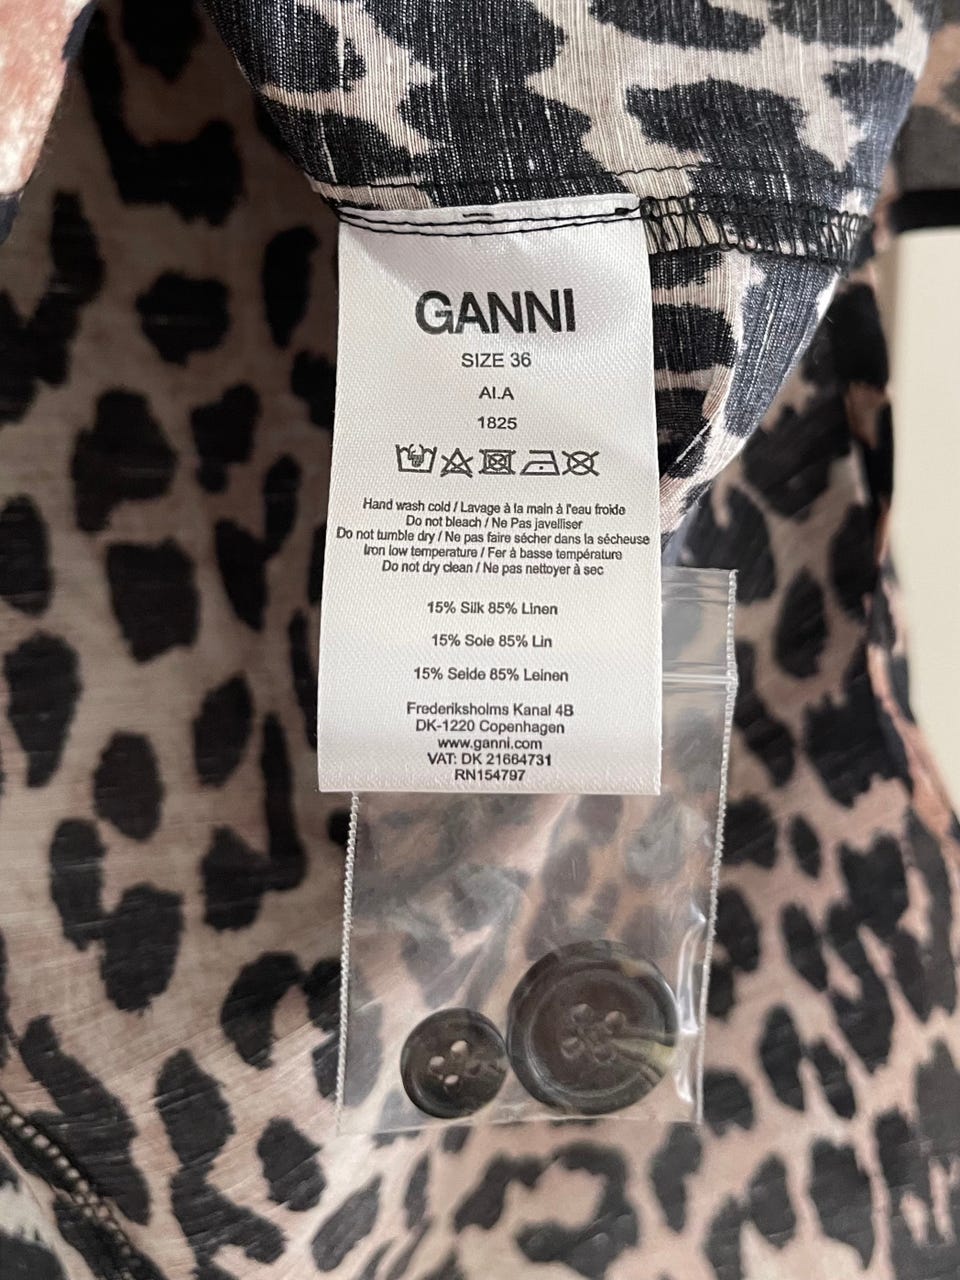 GANNI
SIZE 36
AI.A
1825
Hand wash cold / Lavage à la main à l'eau froide
Do not bleach / Ne Pas javelliser
Do not tumble dry / Ne pas faire sécher dans la sécheuse
Iron low temperature / Fer à basse température
Do not dry clean / Ne pas nettoyer à sec
15% Silk 85% Linen
15% Soie 85% Lin
15% Seide 85% Leinen
Frederiksholms Kanal 4B
DK-1220 Copenhagen
www.ganni.com
VAT: DK 21664731
RN154797